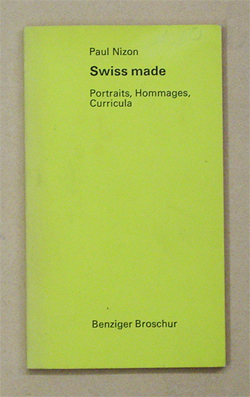 Paul Nizon
Swiss made
Portraits, Hommages,
Curricula
Benziger Broschur